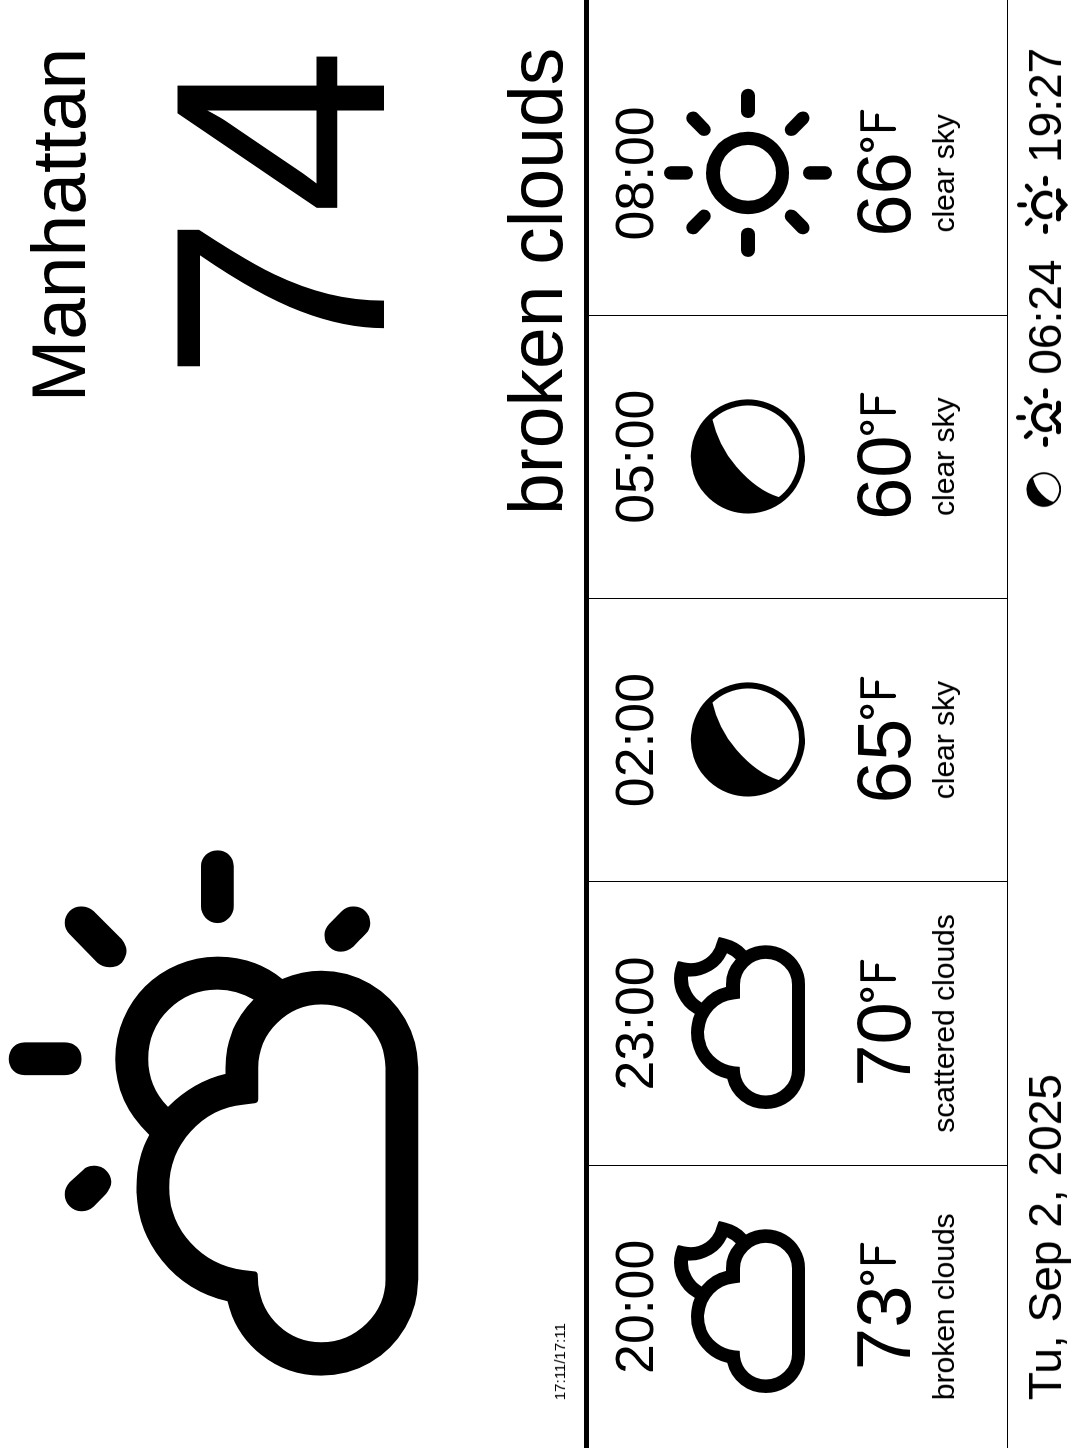 Manhattan
74
broken clouds
17:11/17:11
20:00 23:00 02:00 05:00 08:00
73°F 70°F 65°F 60°F 66°F
broken clouds scattered clouds clear sky clear sky clear sky
Tu, Sep 2, 2025 06:24 19:27